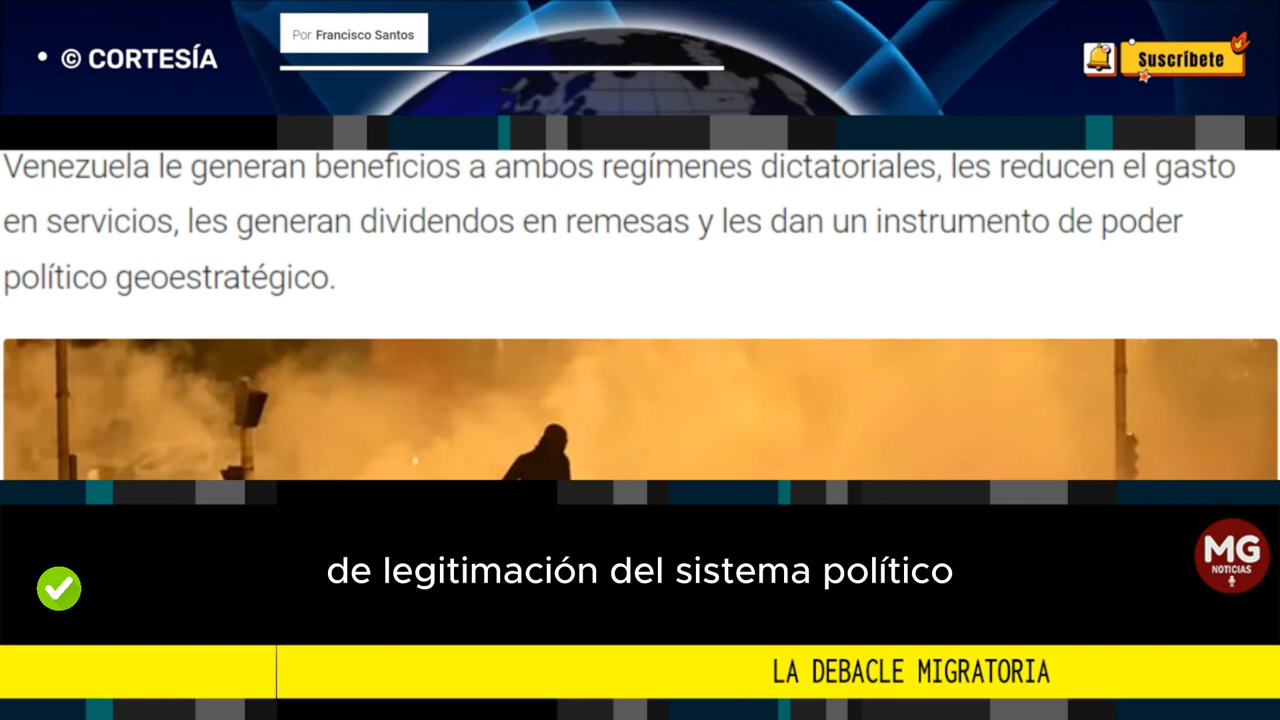 Por Francisco Santos
© CORTESÍA
Suscríbete
Venezuela le generan beneficios a ambos regímenes dictatoriales, les reducen el gasto
en servicios, les generan dividendos en remesas y les dan un instrumento de poder
político geoestratégico.
de legitimación del sistema político
MG
NOTICIAS
LA DEBACLE MIGRATORIA